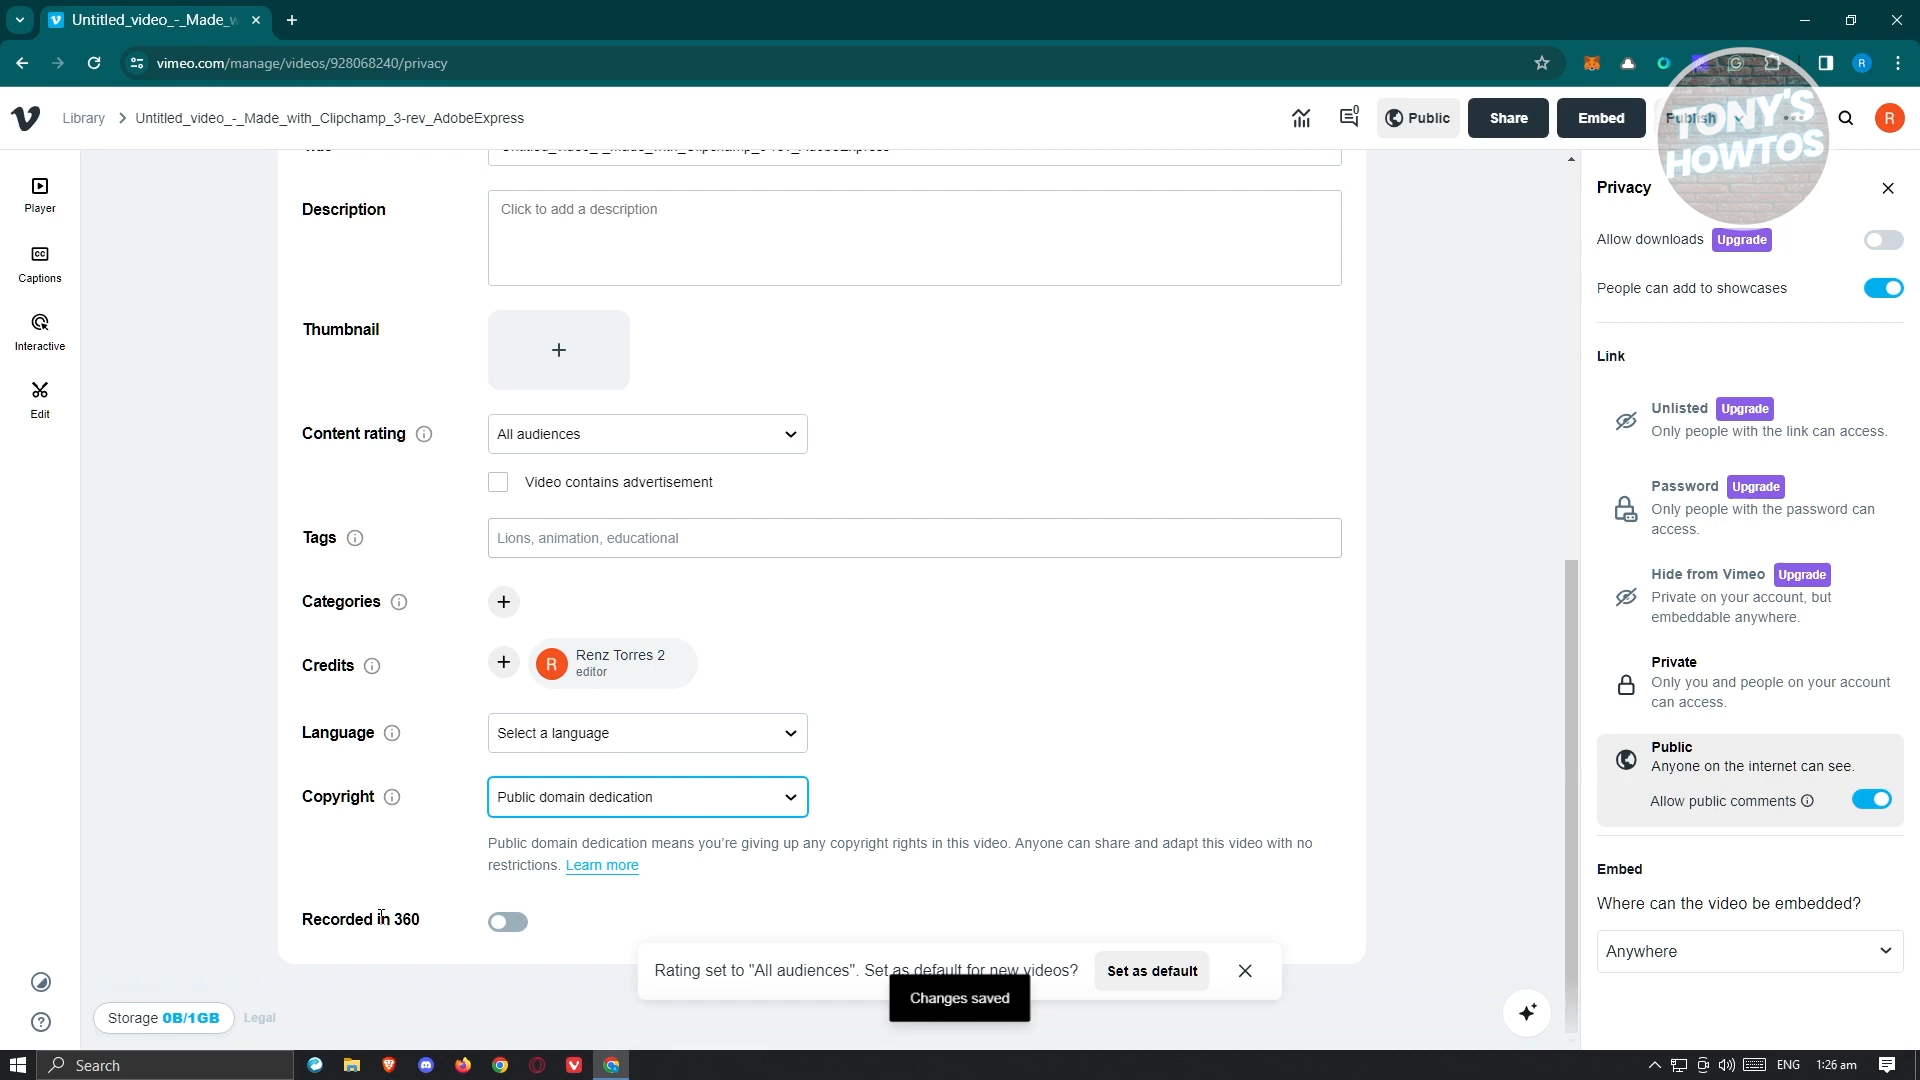 Untitled_video_-_Made_w
vimeo.com/manage/videos/928068240/privacy
Library > Untitled_video_-_Made_with_Clipchamp_3-rev_AdobeExpress
Public
Share
Embed
Publish
TONY'S
HOWTOS
R
Player
Captions
Interactive
Edit
Description
Click to add a description
Thumbnail
Content rating
All audiences
Video contains advertisement
Tags
Lions, animation, educational
Categories
Credits
R
Renz Torres 2
editor
Language
Select a language
Copyright
Public domain dedication
Public domain dedication means you're giving up any copyright rights in this video. Anyone can share and adapt this video with no
restrictions. Learn more
Recorded in 360
Rating set to "All audiences". Set as default for new videos?
Set as default
Changes saved
Storage 0B/1GB
Legal
Privacy
Allow downloads Upgrade
People can add to showcases
Link
Unlisted Upgrade
Only people with the link can access.
Password Upgrade
Only people with the password can
access.
Hide from Vimeo Upgrade
Private on your account, but
embeddable anywhere.
Private
Only you and people on your account
can access.
Public
Anyone on the internet can see.
Allow public comments
Embed
Where can the video be embedded?
Anywhere
Search
ENG
1:26 am